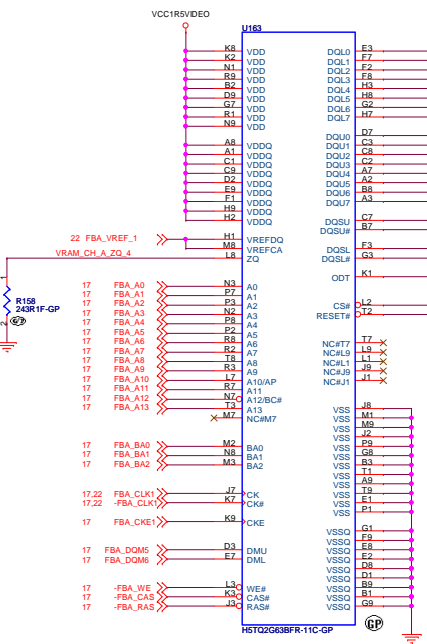 VCC1R5VIDEO
U163
K8 VDD DQL0 E3
K2 VDD DQL1 F7
N1 VDD DQL2 F2
R9 VDD DQL3 F8
B2 VDD DQL4 H3
D9 VDD DQL5 H8
G7 VDD DQL6 G2
R1 VDD DQL7 H7
N9 VDD
DQU0 D7
A8 VDDQ DQU1 C3
A1 VDDQ DQU2 C8
C1 VDDQ DQU3 C2
C9 VDDQ DQU4 A7
D2 VDDQ DQU5 A2
E9 VDDQ DQU6 B8
F1 VDDQ DQU7 A3
H9 VDDQ
H2 VDDQ DQSU C7
DQSU# B7
22 FBA_VREF_1 H1 VREFDQ
M8 VREFCA DQSL F3
VRAM_CH_A_ZQ_4 L8 ZQ DQSL# G3
ODT K1
1
R158
243R1F-GP
2
17 FBA_A0 N3 A0
17 FBA_A1 P7 A1
17 FBA_A2 P3 A2 CS# L2
17 FBA_A3 N2 A3 RESET# T2
17 FBA_A4 P8 A4
17 FBA_A5 P2 A5
17 FBA_A6 R8 A6 NC#T7 T7
17 FBA_A7 R2 A7 NC#L9 L9
17 FBA_A8 T8 A8 NC#L1 L1
17 FBA_A9 R3 A9 NC#J9 J9
17 FBA_A10 L7 A10/AP NC#J1 J1
17 FBA_A11 R7 A11
17 FBA_A12 N7 A12/BC#
17 FBA_A13 T3 A13 VSS J8
M7 NC#M7 VSS M1
VSS M9
VSS J2
17 FBA_BA0 M2 BA0 VSS P9
17 FBA_BA1 N8 BA1 VSS G8
17 FBA_BA2 M3 BA2 VSS B3
VSS T1
VSS A9
17,22 FBA_CLK1 J7 CK VSS T9
17,22 -FBA_CLK1 K7 CK# VSS E1
VSS P1
17 FBA_CKE1 K9 CKE
VSSQ G1
VSSQ F9
17 FBA_DQM5 D3 DMU VSSQ E8
17 FBA_DQM6 E7 DML VSSQ E2
VSSQ D8
VSSQ D1
17 -FBA_WE L3 WE# VSSQ B9
17 -FBA_CAS K3 CAS# VSSQ B1
17 -FBA_RAS J3 RAS# VSSQ G9
GP
H5TQ2G63BFR-11C-GP